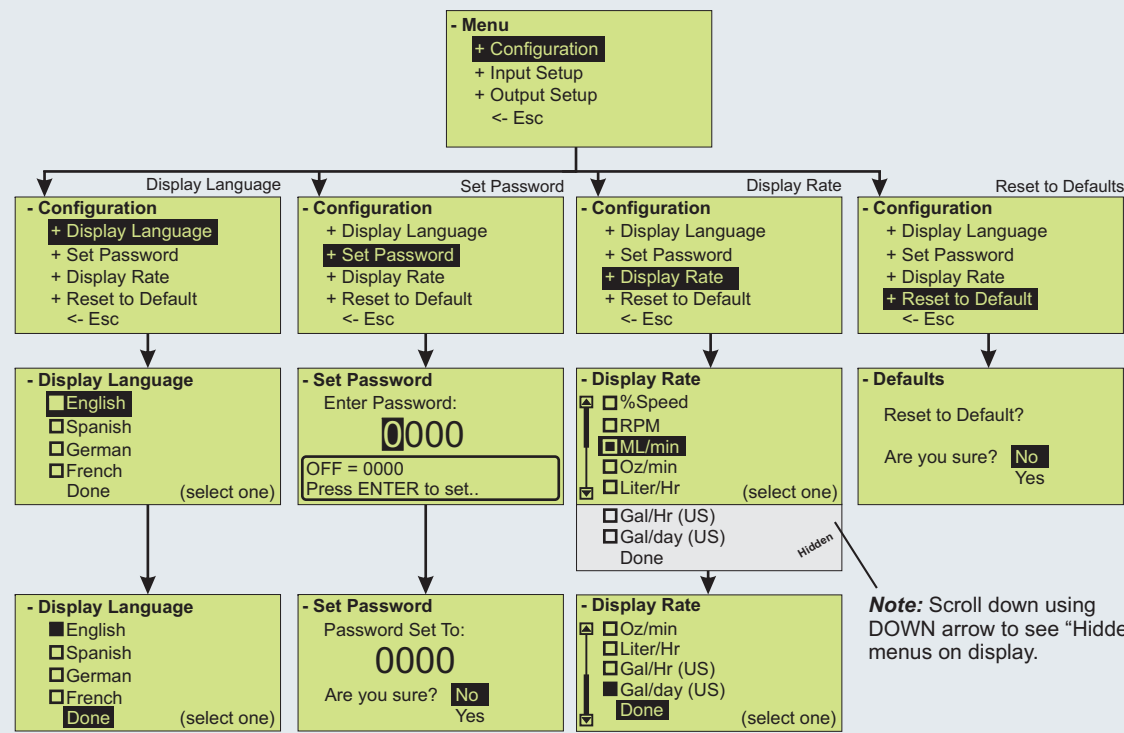 - Menu
+ Configuration
+ Input Setup
+ Output Setup
<- Esc
Display Language
- Configuration
+ Display Language
+ Set Password
+ Display Rate
+ Reset to Default
<- Esc
- Display Language
English
Spanish
German
French
Done (select one)
- Display Language
English
Spanish
German
French
Done (select one)
Set Password
- Configuration
+ Display Language
+ Set Password
+ Display Rate
+ Reset to Default
<- Esc
- Set Password
Enter Password:
0000
OFF = 0000
Press ENTER to set..
- Set Password
Password Set To:
0000
Are you sure? No
Yes
Display Rate
- Configuration
+ Display Language
+ Set Password
+ Display Rate
+ Reset to Default
<- Esc
- Display Rate
%Speed
RPM
ML/min
Oz/min
Liter/Hr (select one)
Gal/Hr (US)
Gal/day (US)
Done
Hidden
- Display Rate
Oz/min
Liter/Hr
Gal/Hr (US)
Gal/day (US)
Done (select one)
Reset to Defaults
- Configuration
+ Display Language
+ Set Password
+ Display Rate
+ Reset to Default
<- Esc
- Defaults
Reset to Default?
Are you sure? No
Yes
Note: Scroll down using
DOWN arrow to see “Hidde
menus on display.